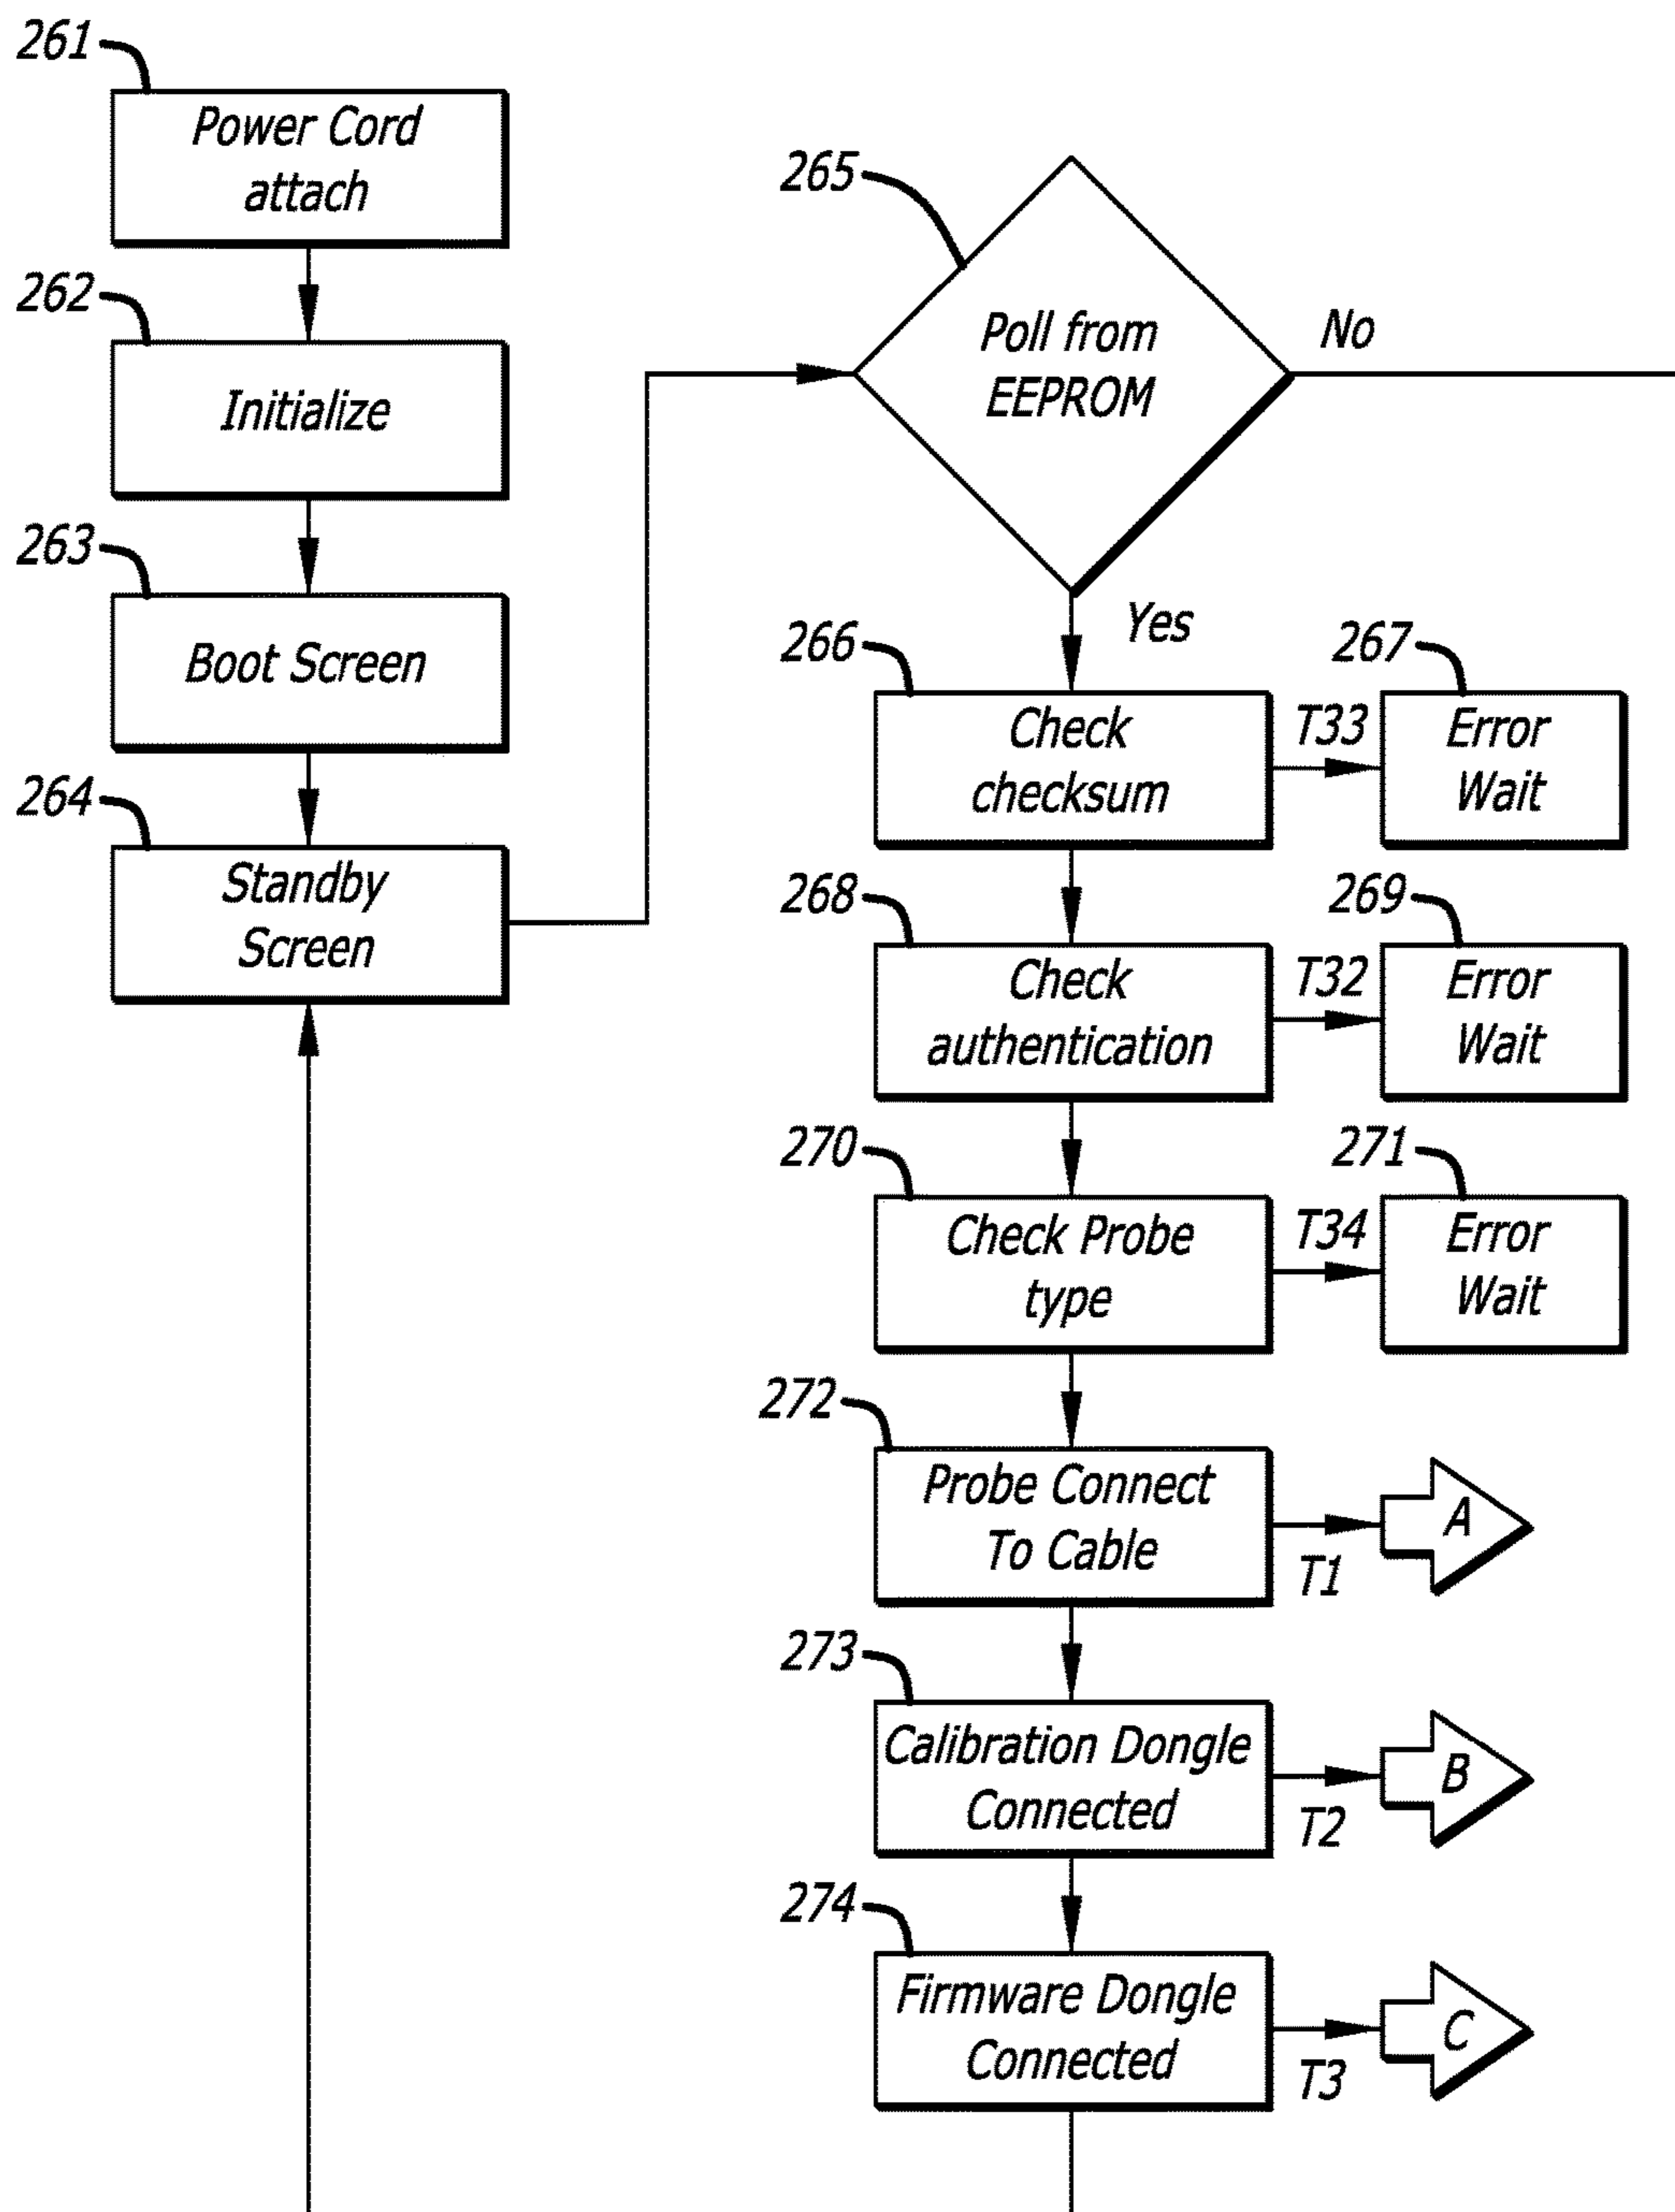 261
Power Cord
attach
262
Initialize
263
Boot Screen
264
Standby
Screen
265
Poll from
EEPROM
No
Yes
266
Check
checksum
T33
267
Error
Wait
268
Check
authentication
T32
269
Error
Wait
270
Check Probe
type
T34
271
Error
Wait
272
Probe Connect
To Cable
T1
A
273
Calibration Dongle
Connected
T2
B
274
Firmware Dongle
Connected
T3
C